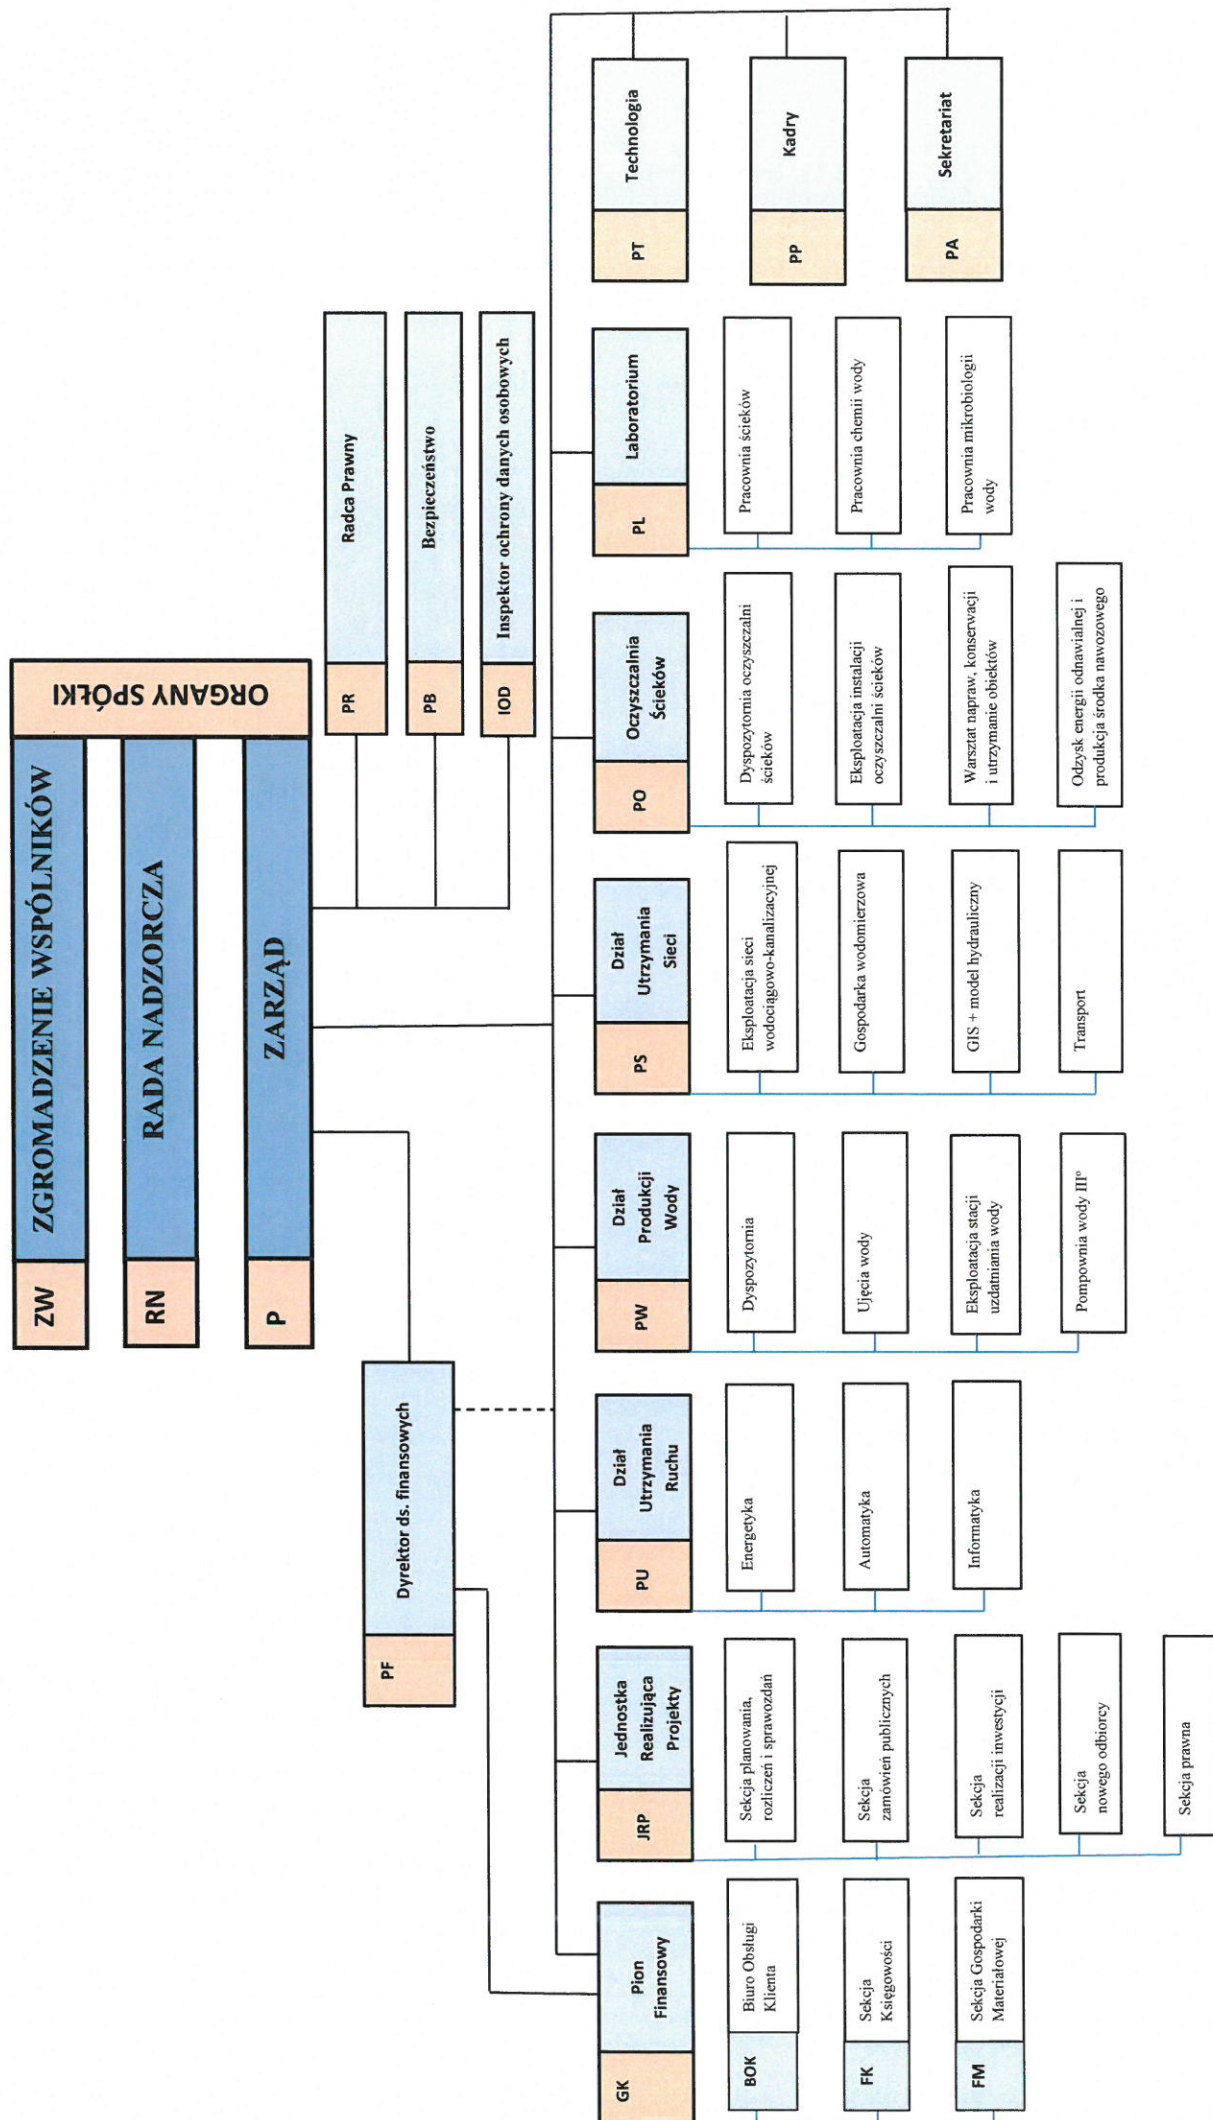 ORGANY SPÓŁKI
ZW
ZGROMADZENIE WSPÓLNIKÓW
RN
RADA NADZORCZA
P
ZARZĄD
PR
Radca Prawny
PB
Bezpieczeństwo
IOD
Inspektor ochrony danych osobowych
PF
Dyrektor ds. finansowych
GK
Pion
Finansowy
BOK
Biuro Obsługi
Klienta
FK
Sekcja
Księgowości
FM
Sekcja Gospodarki
Materiałowej
JRP
Jednostka
Realizująca
Projekty
Sekcja planowania,
rozliczeń i sprawozdań
Sekcja
zamówień publicznych
Sekcja
realizacji inwestycji
Sekcja
nowego odbiorcy
Sekcja prawna
PU
Dział
Utrzymania
Ruchu
Energetyka
Automatyka
Informatyka
PW
Dział
Produkcji
Wody
Dyspozytornia
Ujęcia wody
Eksploatacja stacji
uzdatniania wody
Pompownia wody III°
PS
Dział
Utrzymania
Sieci
Eksploatacja sieci
wodociągowo-kanalizacyjnej
Gospodarka wodomierzowa
GIS + model hydrauliczny
Transport
PO
Oczyszczalnia
Ścieków
Dyspozytornia oczyszczalni
ścieków
Eksploatacja instalacji
oczyszczalni ścieków
Warsztat napraw, konserwacji
i utrzymanie obiektów
Odzysk energii odnawialnej i
produkcja środka nawozowego
PL
Laboratorium
Pracownia ścieków
Pracownia chemii wody
Pracownia mikrobiologii
wody
PT
Technologia
PP
Kadry
PA
Sekretariat